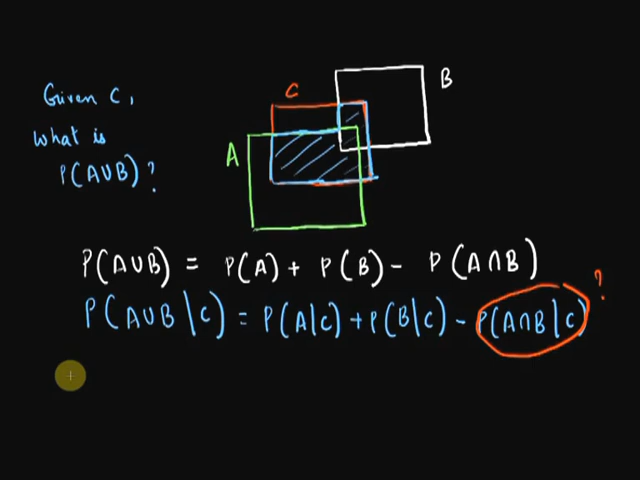 Given C,
What is
P(A∪B)?
C
B
A
P(A∪B) = P(A) + P(B) - P(A∩B)
P(A∪B|C) = P(A|C) + P(B|C) - P(A∩B|C) ?